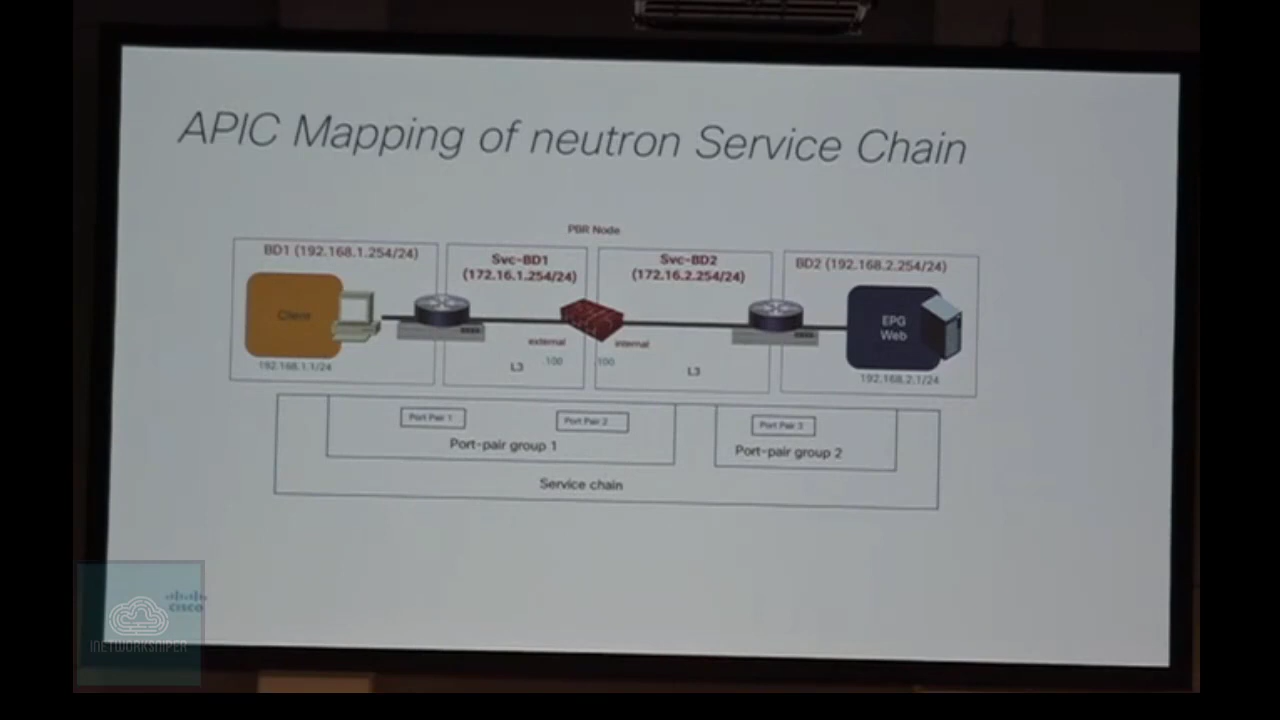 APIC Mapping of neutron Service Chain
PBR Node
BD1 (192.168.1.254/24)
Svc-BD1
(172.16.1.254/24)
Svc-BD2
(172.16.2.254/24)
BD2 (192.168.2.254/24)
Client
EPG
Web
external
internal
100
100
L3
L3
192.168.1.1/24
192.168.2.1/24
Port Pair 1
Port Pair 2
Port Pair 3
Port-pair group 1
Port-pair group 2
Service chain
cisco
INETWORKSNIPER